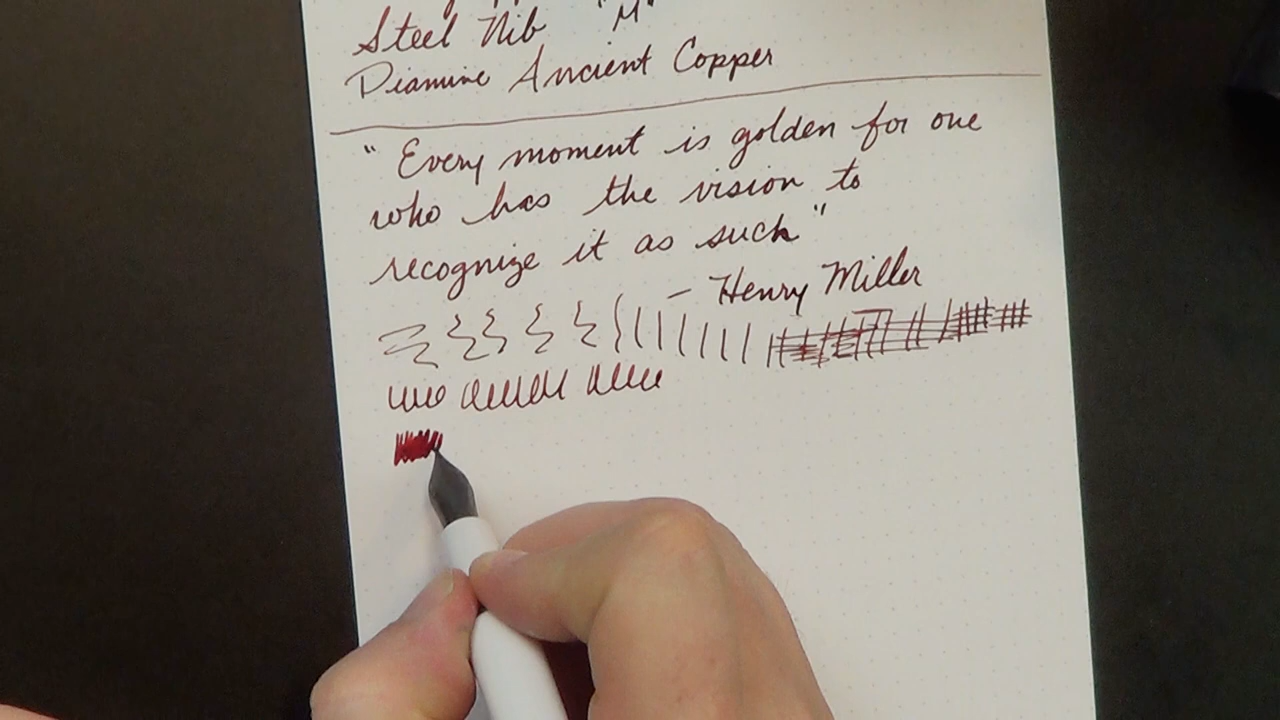 Steel Nib "M"
Diamine Ancient Copper
"Every moment is golden for one
who has the vision to
recognize it as such"
- Henry Miller